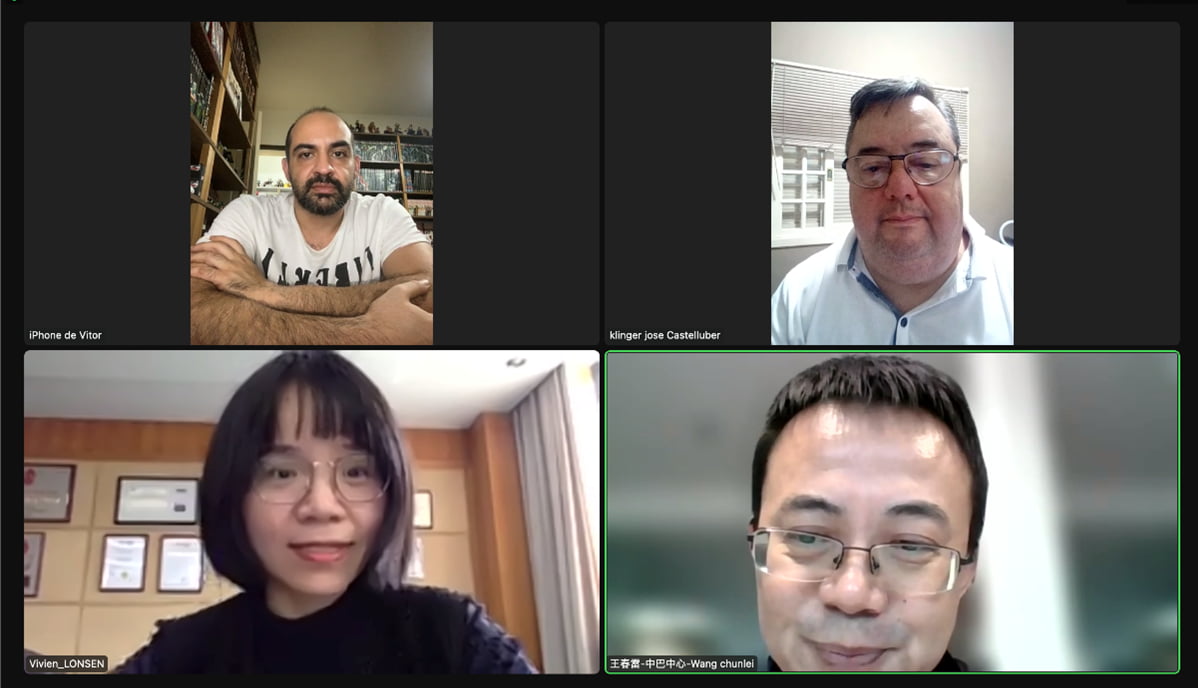 iPhone de Vitor
klinger jose Castelluber
Vivien_LONSEN
王春雷-中巴中心-Wang chunlei